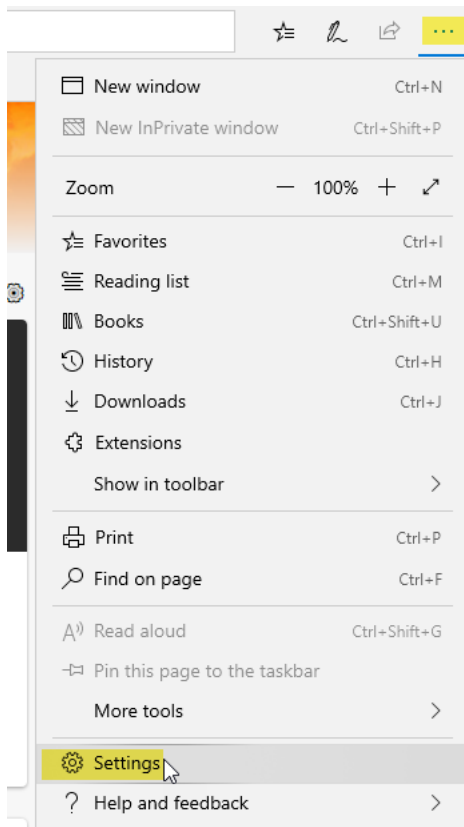 New window Ctrl+N
New InPrivate window Ctrl+Shift+P
Zoom — 100% +
Favorites Ctrl+I
Reading list Ctrl+M
Books Ctrl+Shift+U
History Ctrl+H
Downloads Ctrl+J
Extensions
Show in toolbar
Print Ctrl+P
Find on page Ctrl+F
Read aloud Ctrl+Shift+G
Pin this page to the taskbar
More tools
Settings
Help and feedback